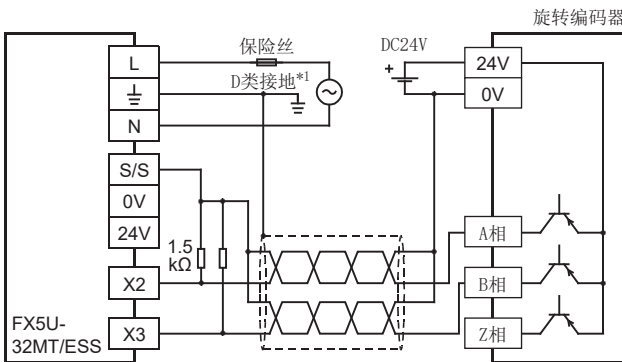 旋转编码器
保险丝
DC24V
L
D类接地*1
24V
+
0V
N
S/S
0V
24V
1.5
kΩ
A相
X2
B相
FX5U-
32MT/ESS
X3
Z相